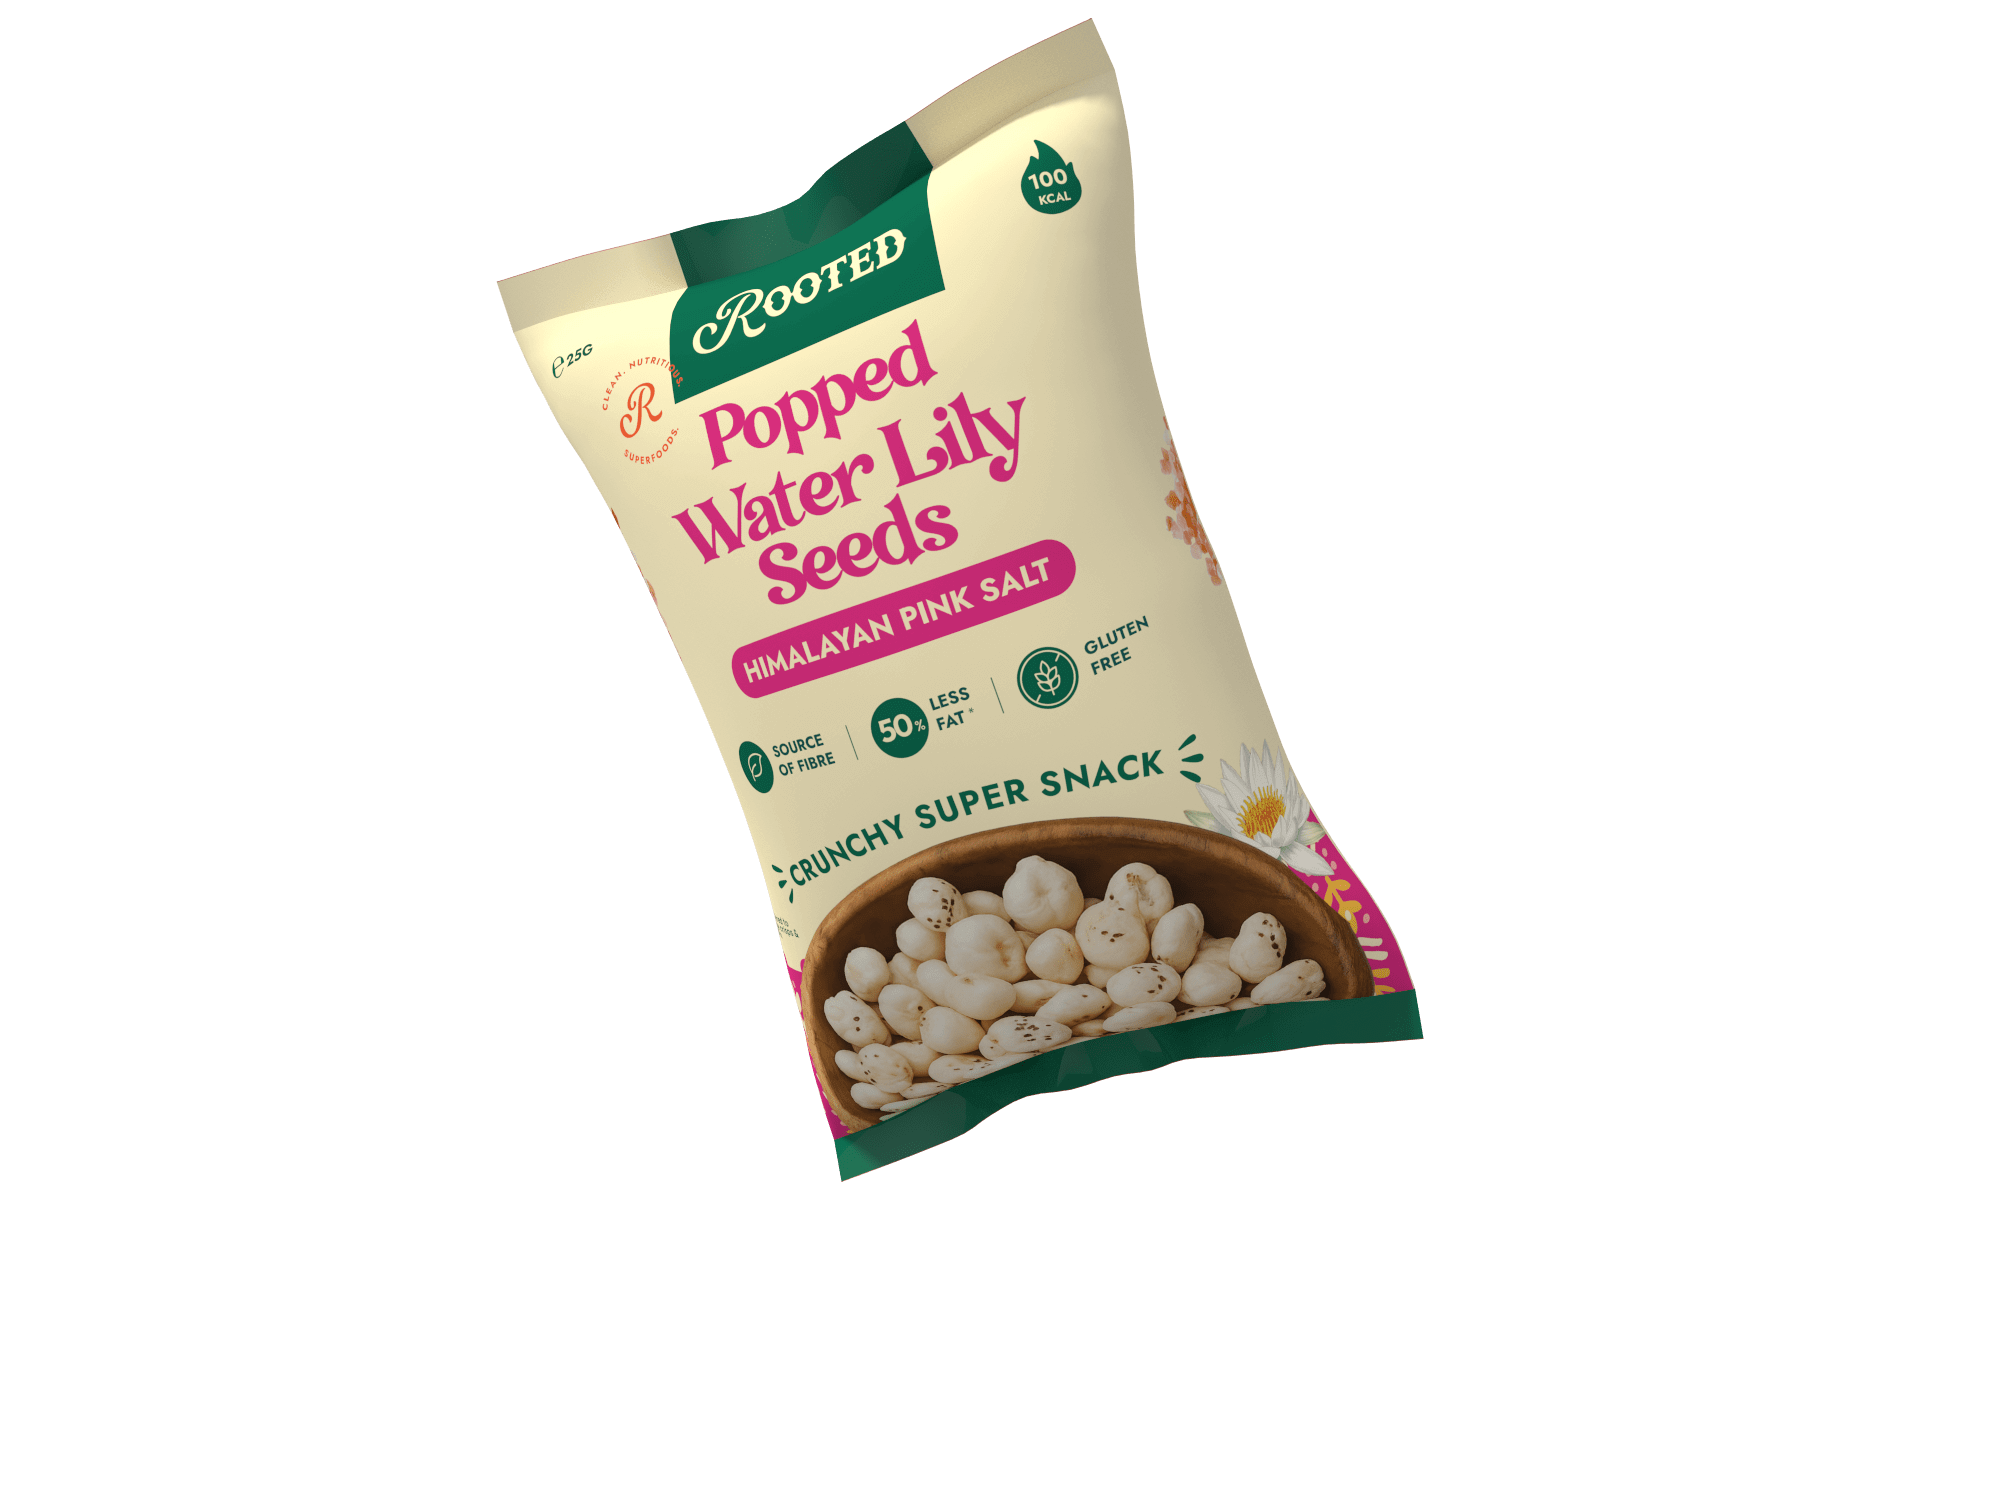 ROOTED
100
KCAL
℮25G
CLEAN. NUTRITIOUS.
R
SUPERFOODS.
Popped
Water Lily
Seeds
HIMALAYAN PINK SALT
SOURCE
OF FIBRE
50%
LESS
FAT*
GLUTEN
FREE
CRUNCHY SUPER SNACK